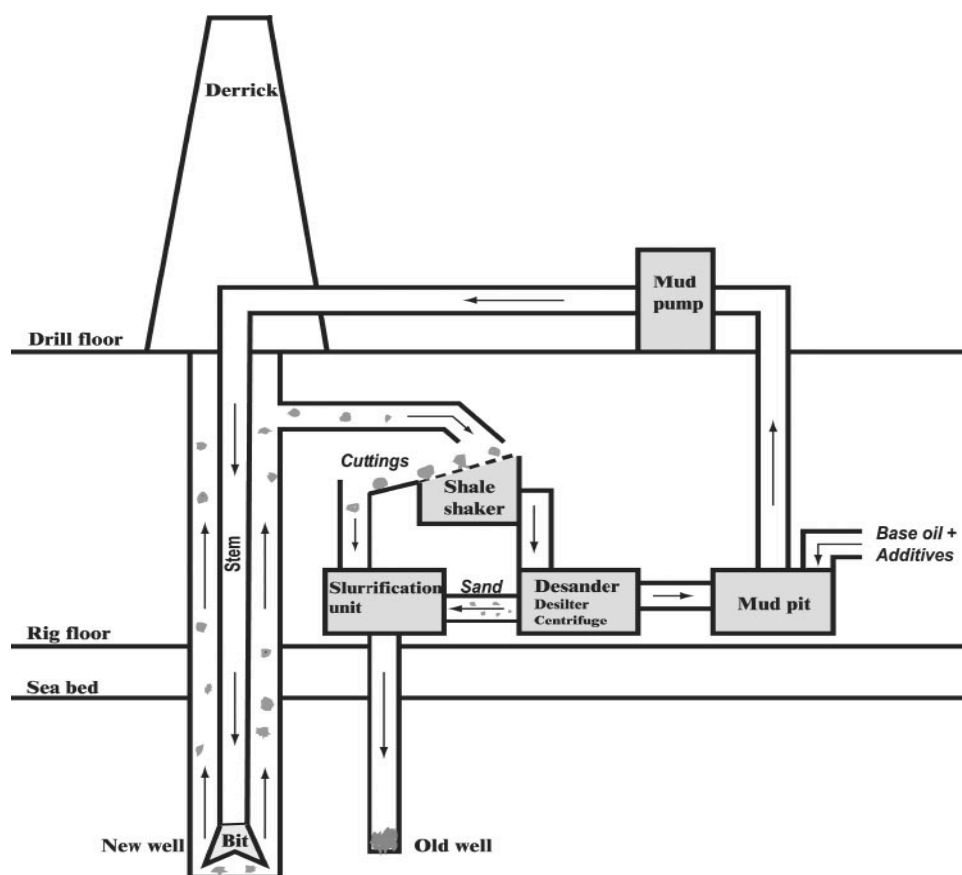 Derrick
Mud
pump
Drill floor
Cuttings
Shale
shaker
Stem
Base oil +
Additives
Slurrification
unit
Sand
Desander
Desilter
Centrifuge
Mud pit
Rig floor
Sea bed
New well
Bit
Old well